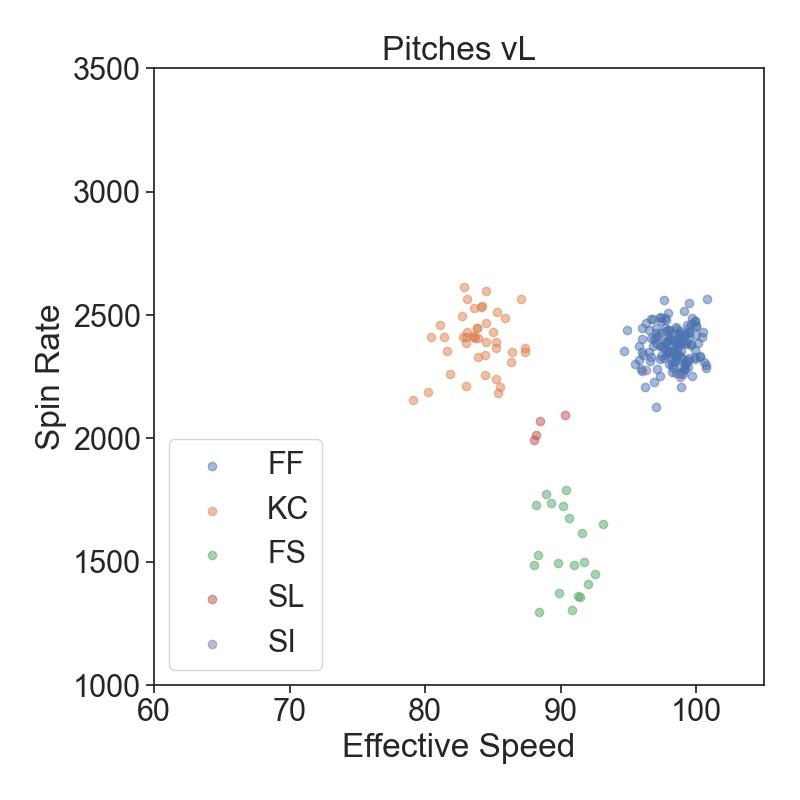 Pitches vL
3500
3000
2500
2000
1500
1000
Spin Rate
FF
KC
FS
SL
SI
60 70 80 90 100
Effective Speed